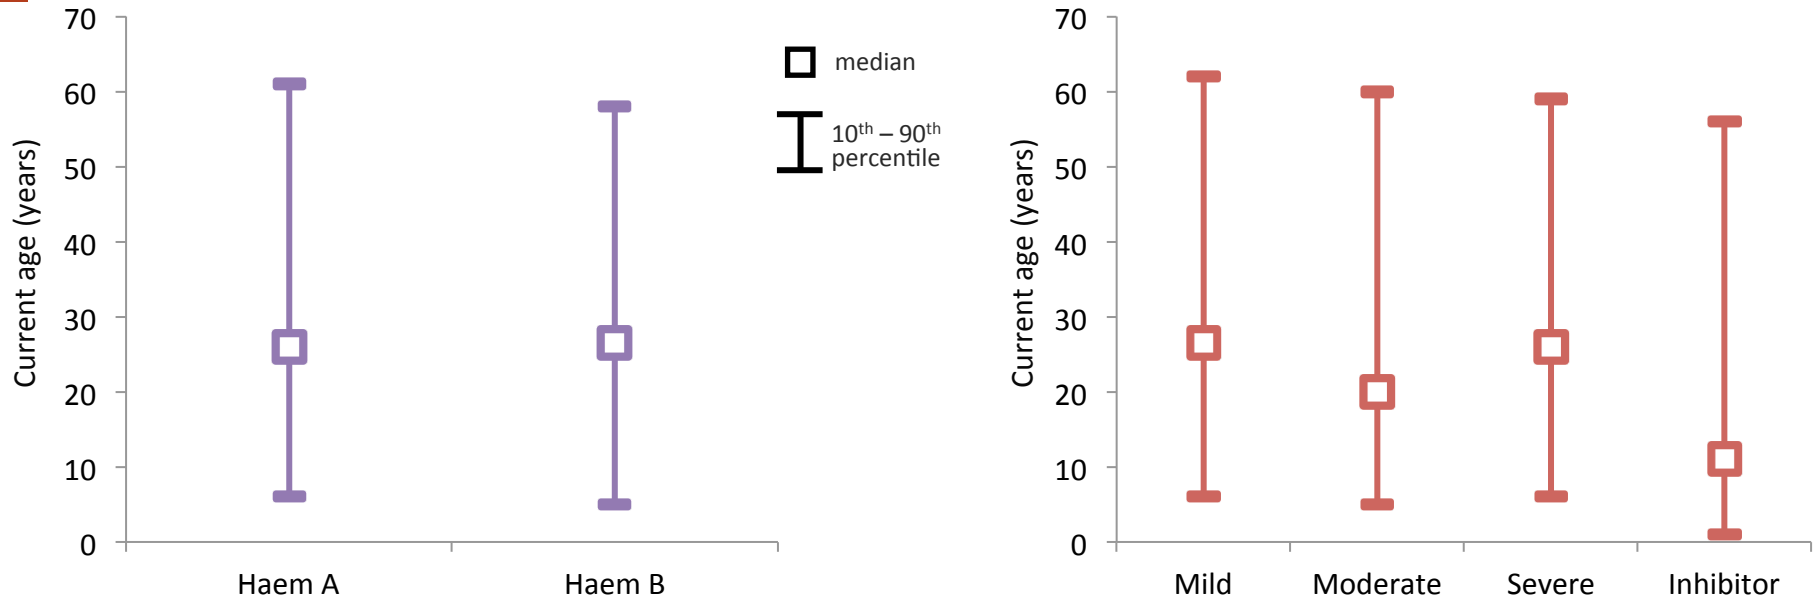 70
60
50
40
30
20
10
0
Current age (years)
Haem A
Haem B
median
10th – 90th
percentile
70
60
50
40
30
20
10
0
Current age (years)
Mild
Moderate
Severe
Inhibitor